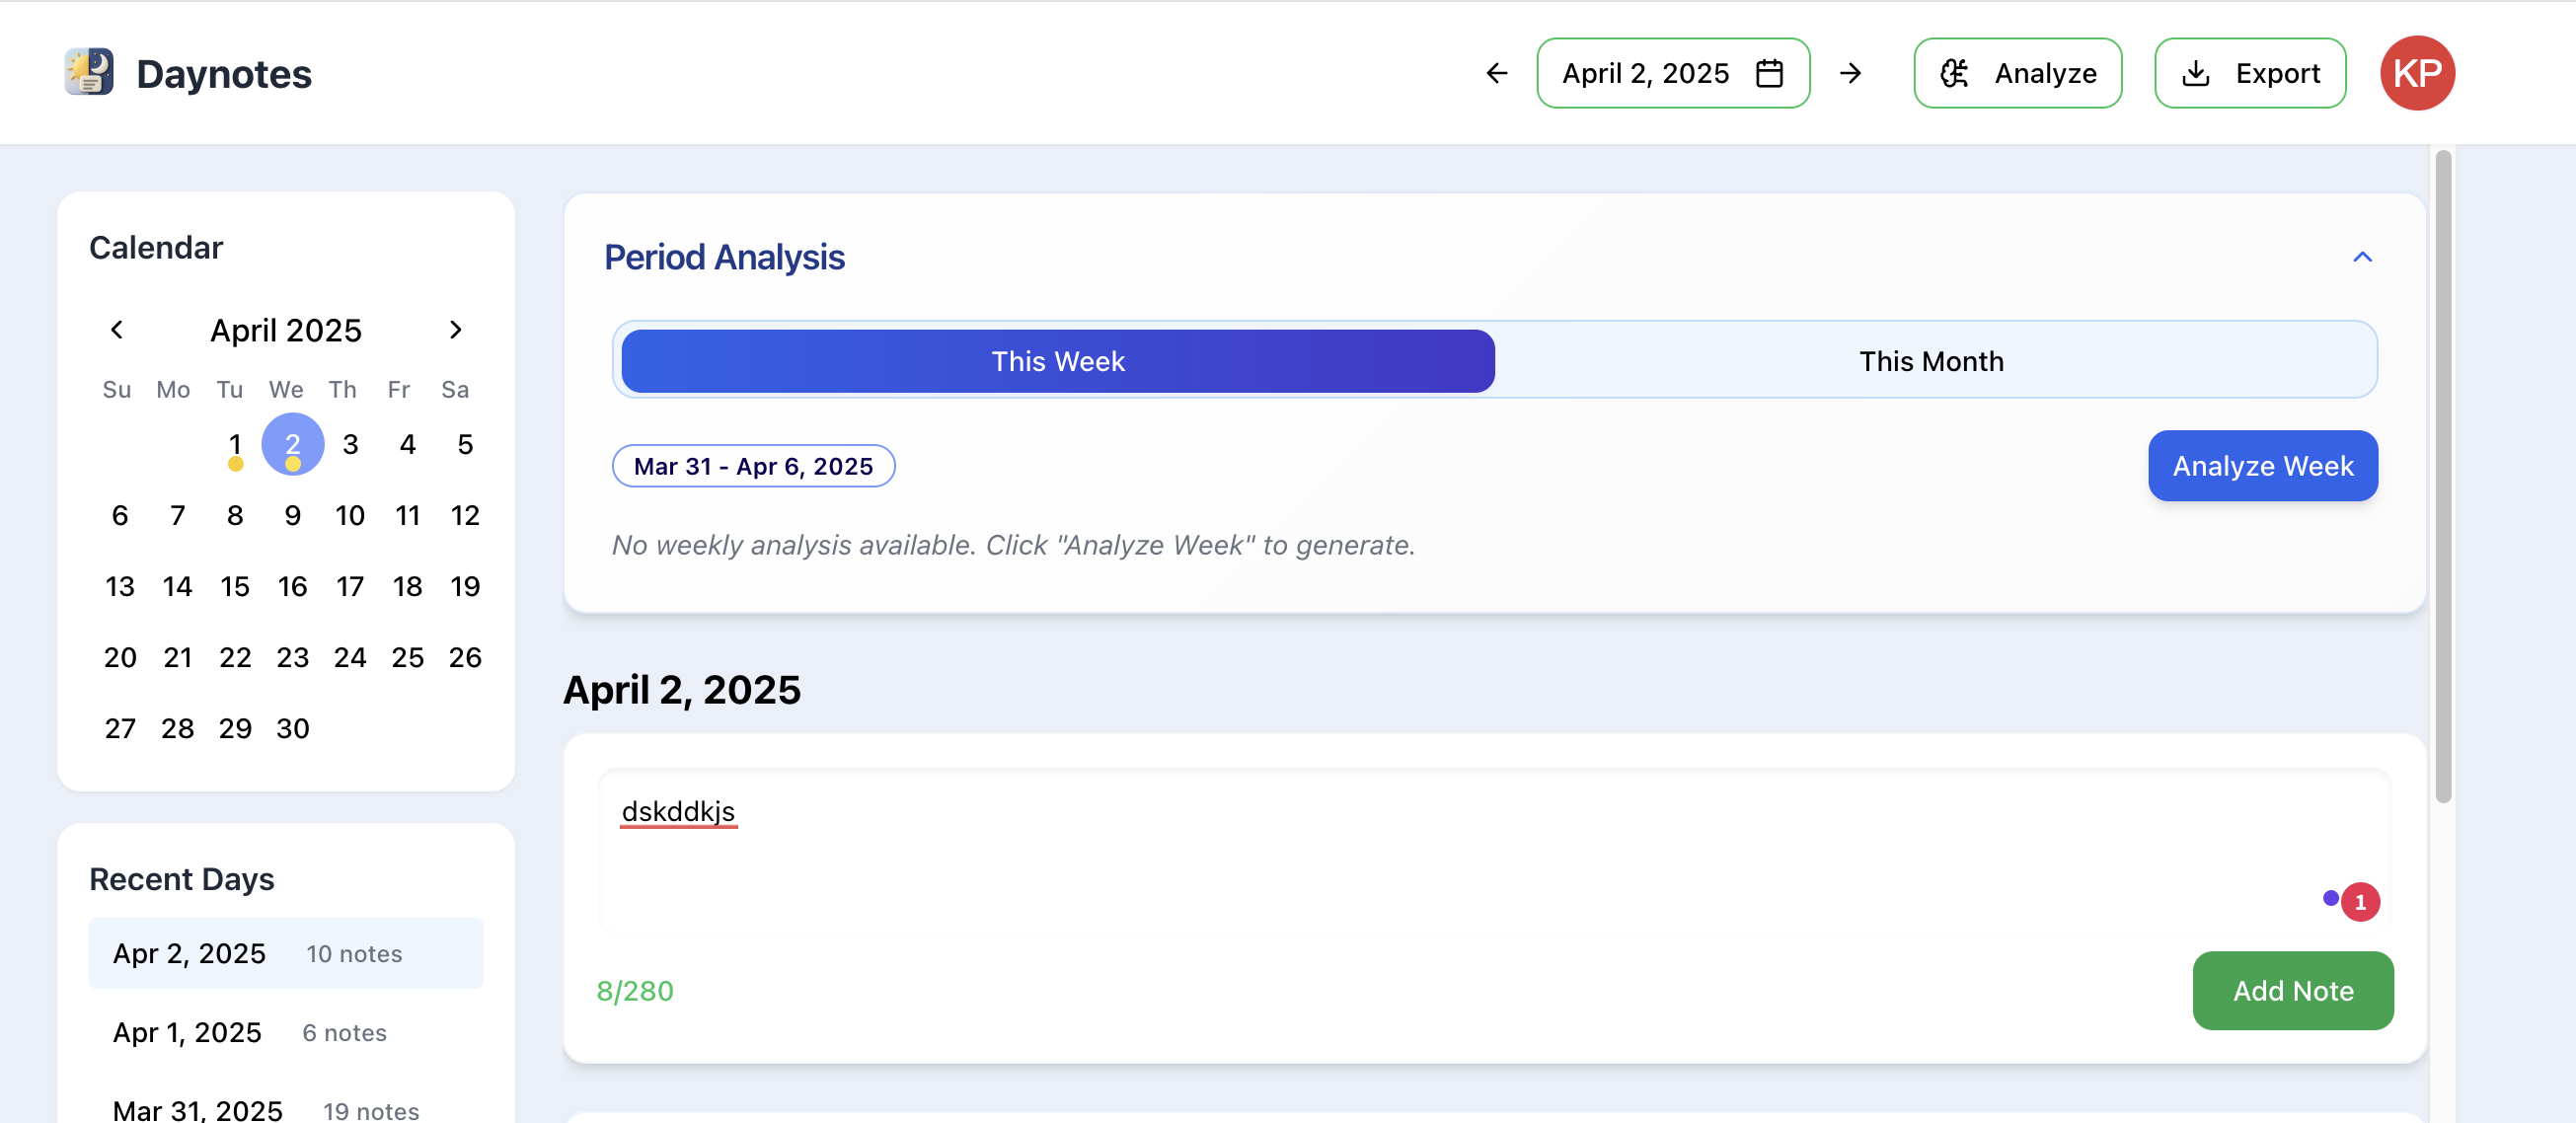 Daynotes
April 2, 2025
Analyze
Export
KP
Calendar
April 2025
Su Mo Tu We Th Fr Sa
1 2 3 4 5
6 7 8 9 10 11 12
13 14 15 16 17 18 19
20 21 22 23 24 25 26
27 28 29 30
Recent Days
Apr 2, 2025 10 notes
Apr 1, 2025 6 notes
Mar 31, 2025 19 notes
Period Analysis
This Week This Month
Mar 31 - Apr 6, 2025
Analyze Week
No weekly analysis available. Click "Analyze Week" to generate.
April 2, 2025
dskddkjs
1
8/280
Add Note